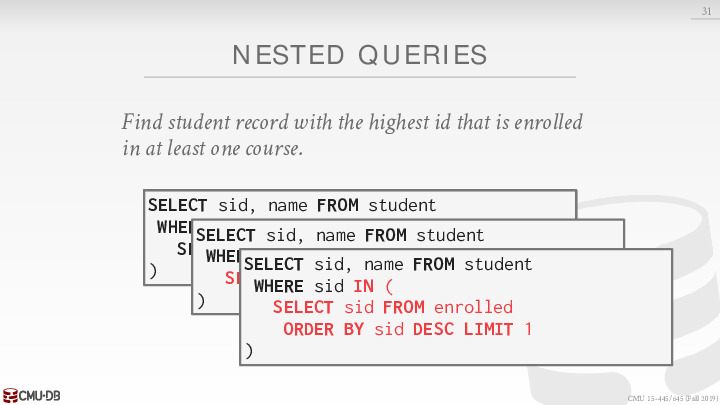 31
NESTED QUERIES
Find student record with the highest id that is enrolled
in at least one course.
SELECT sid, name FROM student
WHE
S
)
SELECT sid, name FROM student
WHE
S
)
SELECT sid, name FROM student
WHERE sid IN (
SELECT sid FROM enrolled
ORDER BY sid DESC LIMIT 1
)
CMU·DB
CMU 15-445/645 (Fall 2019)